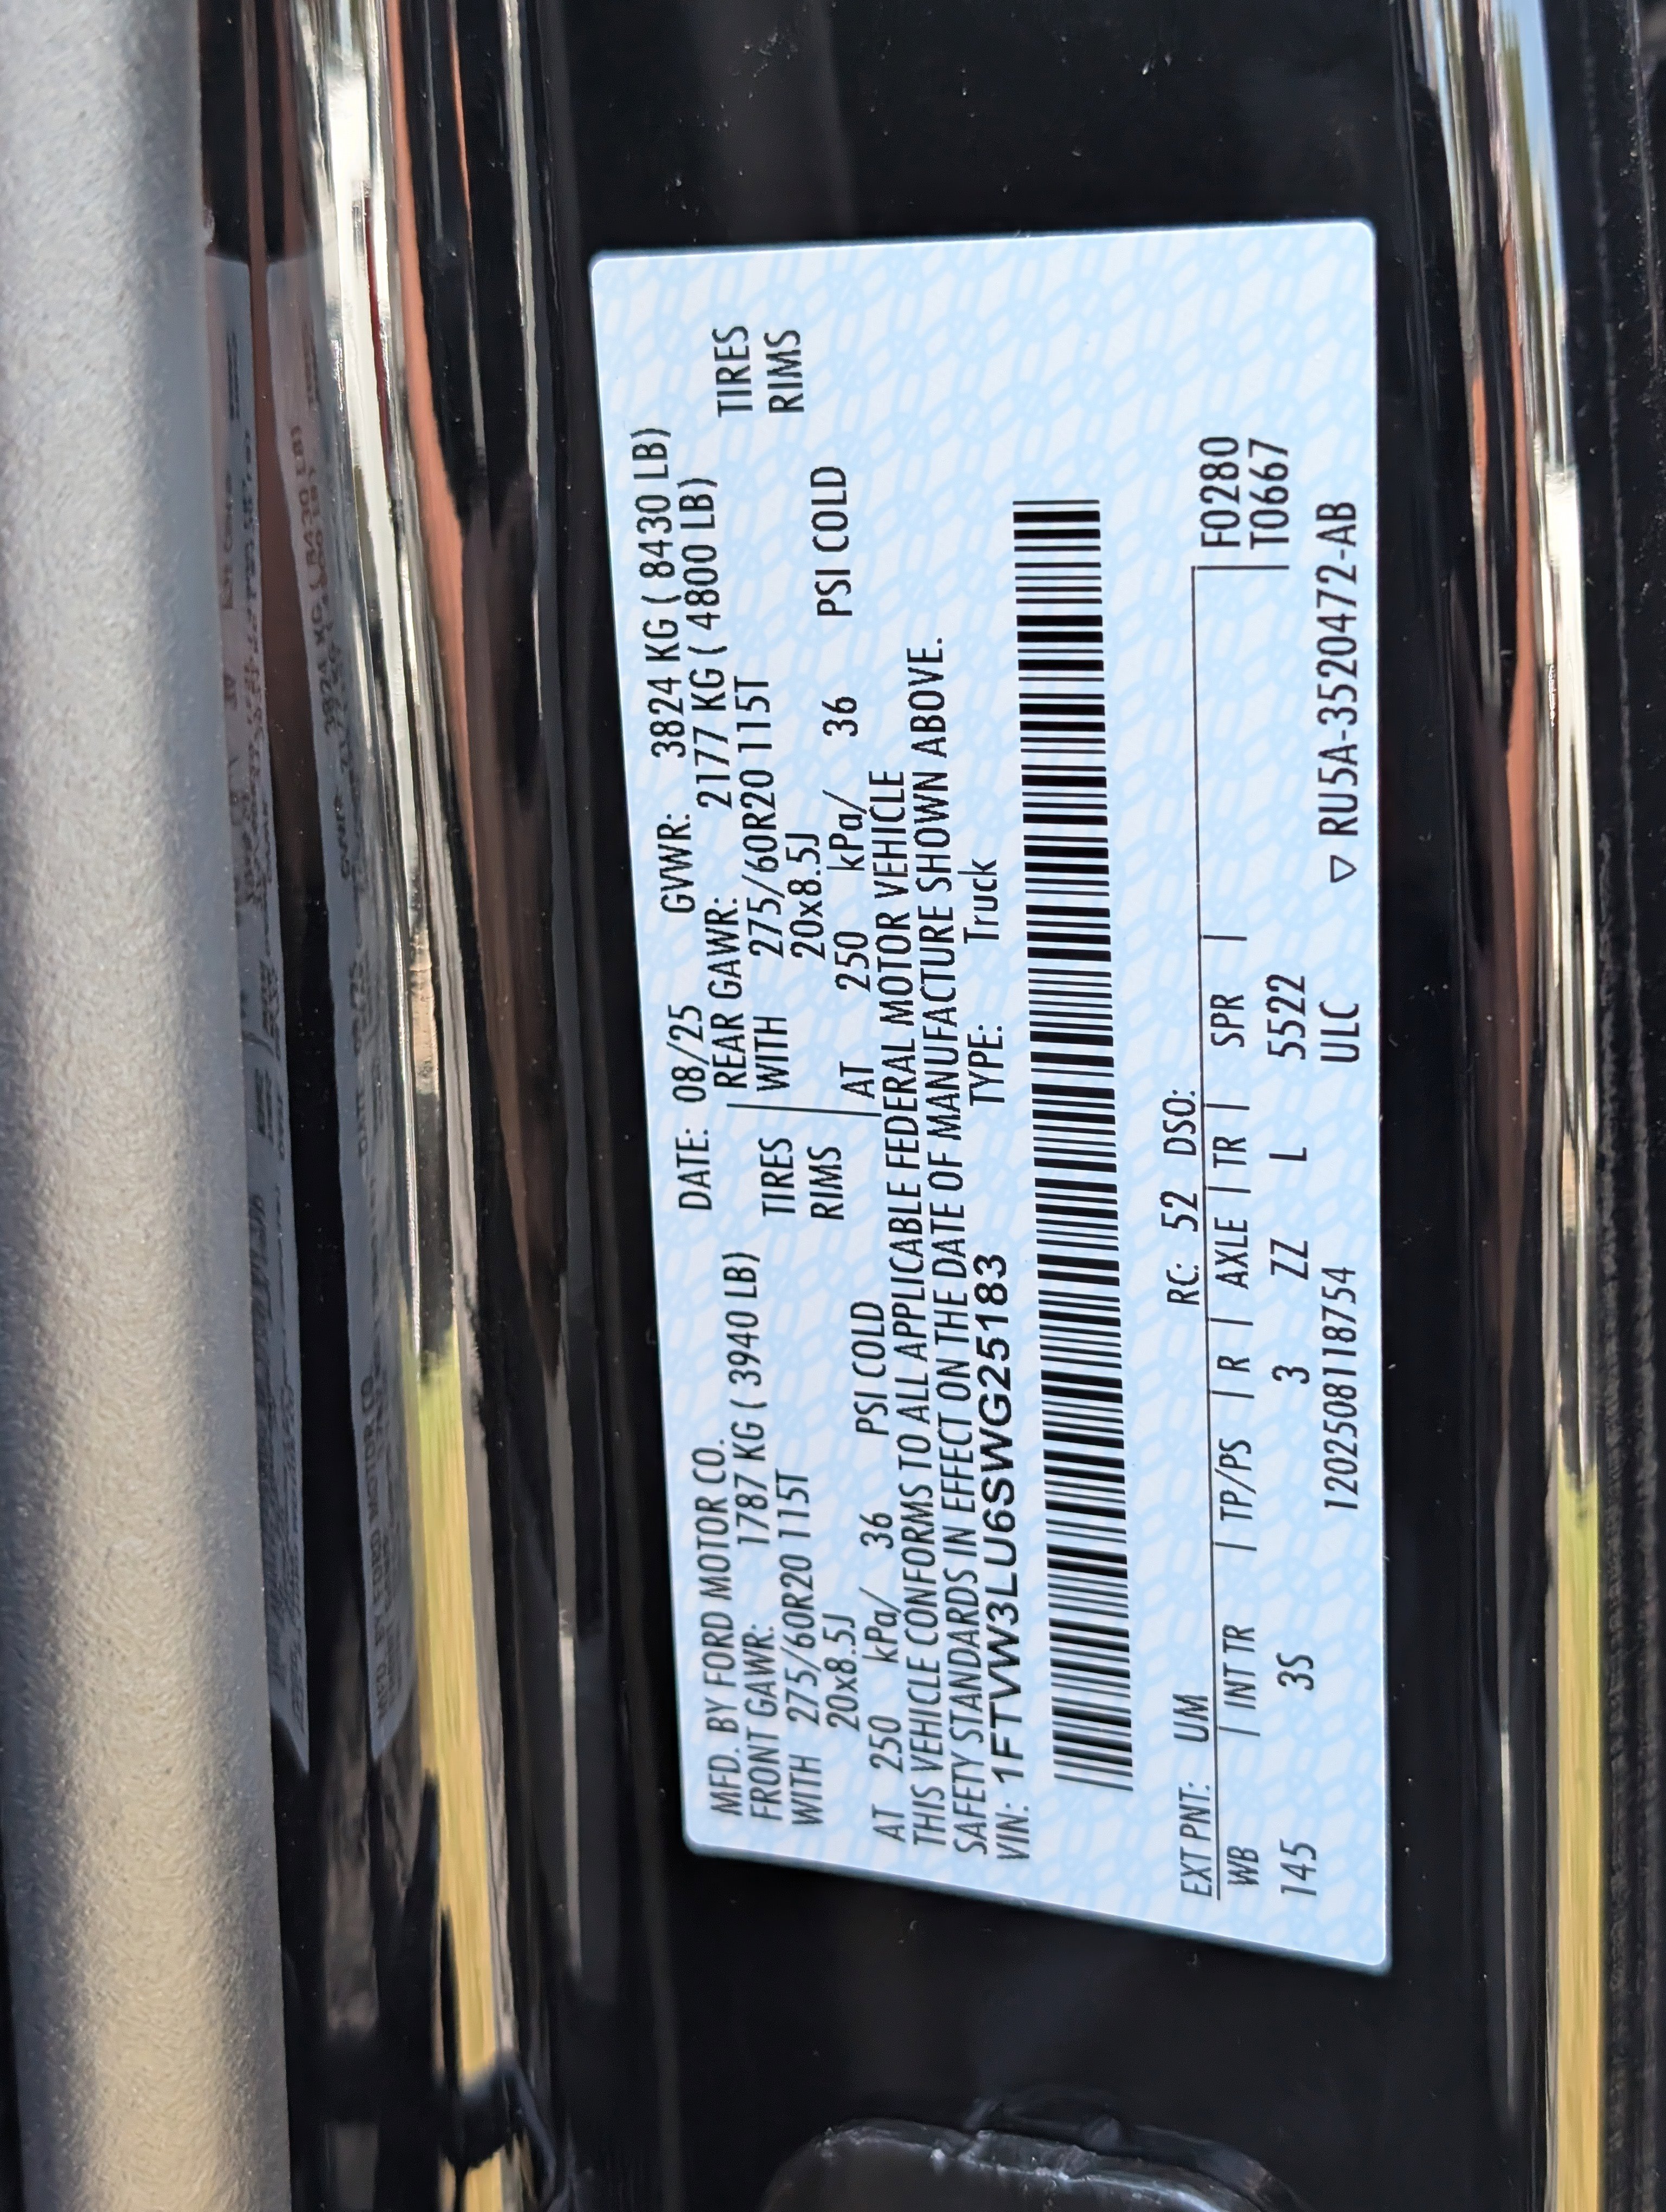 MFD. BY FORD MOTOR CO. DATE: 08/25 GVWR: 3824 KG ( 8430 LB)
FRONT GAWR: 1787 KG ( 3940 LB) REAR GAWR: 2177 KG ( 4800 LB)
WITH 275/60R20 115T TIRES WITH 275/60R20 115T TIRES
20x8.5J RIMS 20x8.5J RIMS
AT 250 kPa/ 36 PSI COLD AT 250 kPa/ 36 PSI COLD
THIS VEHICLE CONFORMS TO ALL APPLICABLE FEDERAL MOTOR VEHICLE
SAFETY STANDARDS IN EFFECT ON THE DATE OF MANUFACTURE SHOWN ABOVE.
VIN: 1FTVW3LU6SWG25183 TYPE: Truck
EXT PNT: UM RC: 52 DSO:
WB | INT TR | TP/PS | R | AXLE | TR | SPR | F0280
145 3S 3 ZZ L 5522 T0667
120250811875​4 ULC ▽ RU5A-3520472-AB